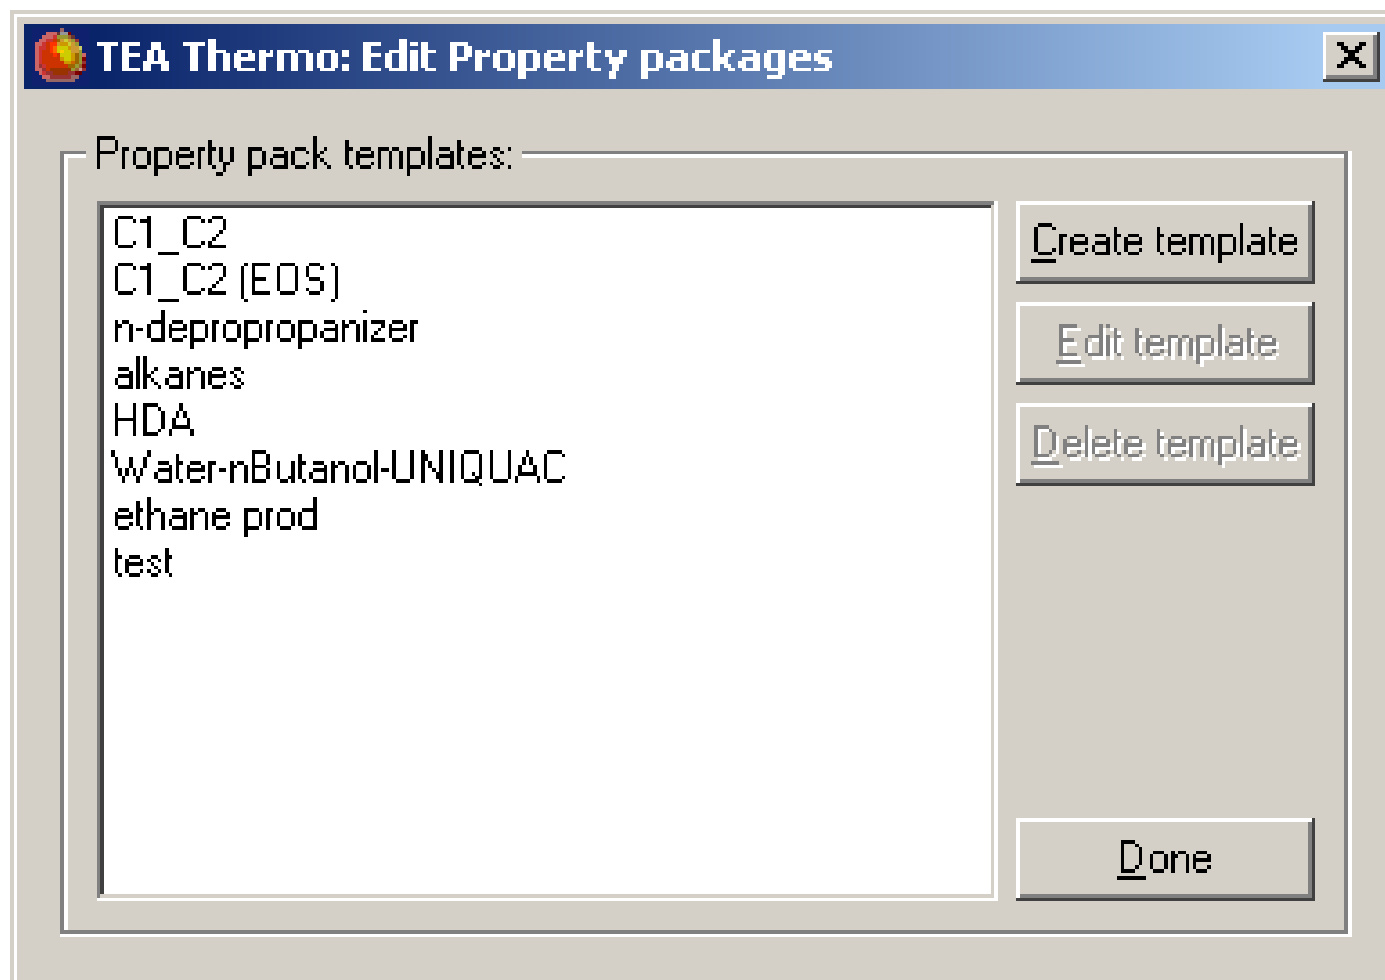 TEA Thermo: Edit Property packages
Property pack templates:
C1_C2
C1_C2 (EOS)
n-depropropanizer
alkanes
HDA
Water-nButanol-UNIQUAC
ethane prod
test
Create template
Edit template
Delete template
Done